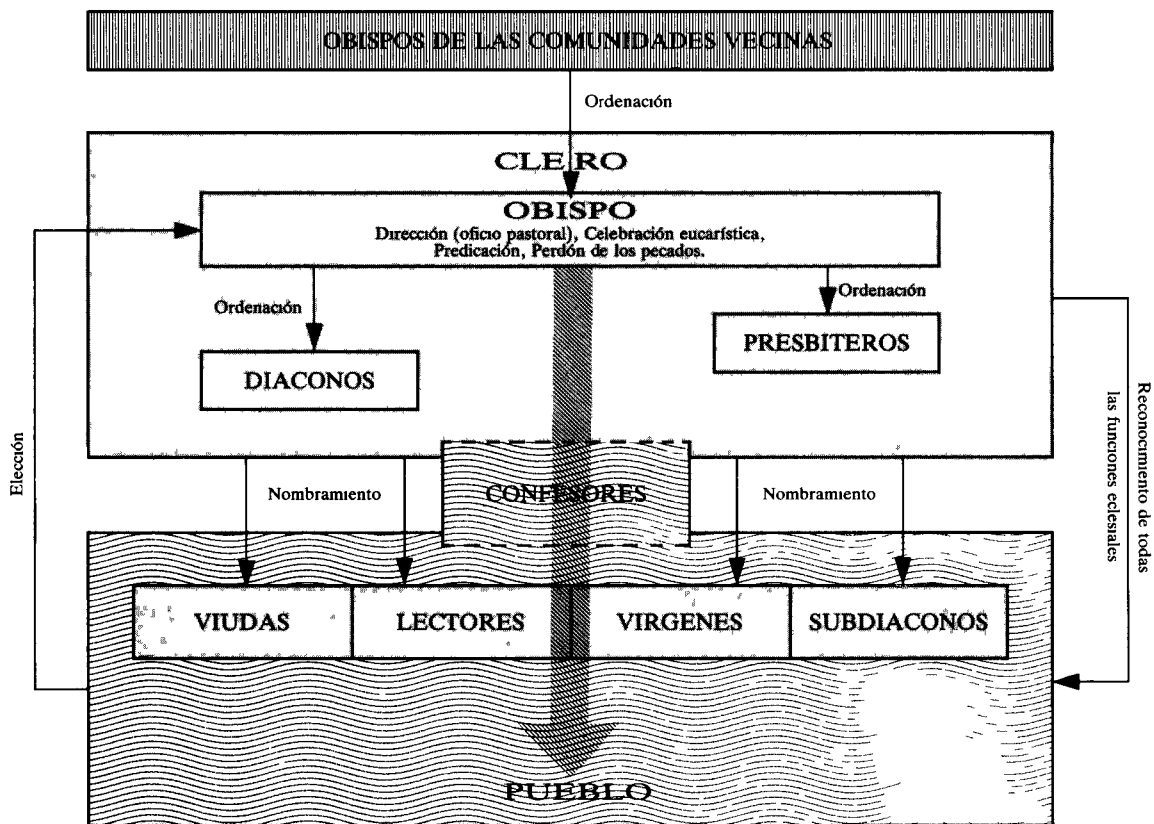 OBISPOS DE LAS COMUNIDADES VECINAS
Ordenación
CLERO
OBISPO
Dirección (oficio pastoral), Celebración eucarística,
Predicación, Perdón de los pecados.
Ordenación
Ordenación
DIACONOS
PRESBITEROS
Elección
Reconocimiento de todas
las funciones eclesiales
Nombramiento
CONFESORES
Nombramiento
VIUDAS
LECTORES
VIRGENES
SUBDIACONOS
PUEBLO